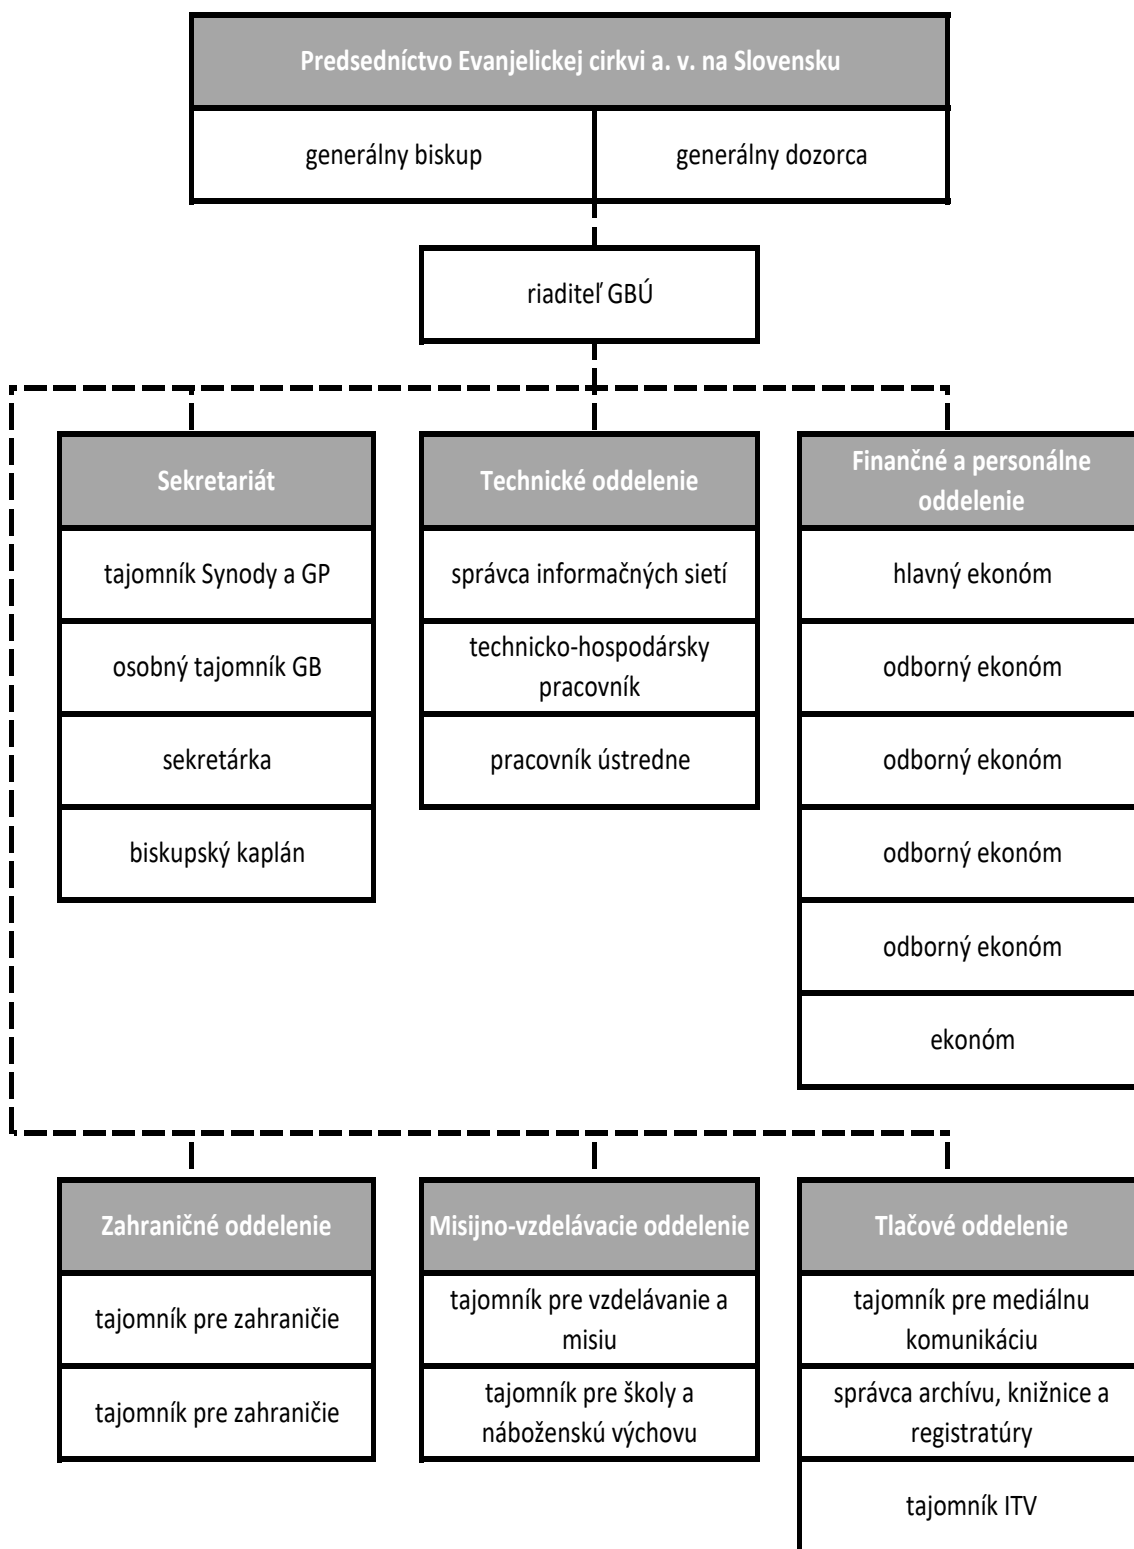 Predsedníctvo Evanjelickej cirkvi a. v. na Slovensku
generálny biskup
generálny dozorca
riaditeľ GBÚ
Sekretariát
tajomník Synody a GP
osobný tajomník GB
sekretárka
biskupský kaplán
Technické oddelenie
správca informačných sietí
technicko-hospodársky
pracovník
pracovník ústredne
Finančné a personálne
oddelenie
hlavný ekonóm
odborný ekonóm
odborný ekonóm
odborný ekonóm
odborný ekonóm
ekonóm
Zahraničné oddelenie
tajomník pre zahraničie
tajomník pre zahraničie
Misijno-vzdelávacie oddelenie
tajomník pre vzdelávanie a
misiu
tajomník pre školy a
náboženskú výchovu
Tlačové oddelenie
tajomník pre mediálnu
komunikáciu
správca archívu, knižnice a
registratúry
tajomník ITV